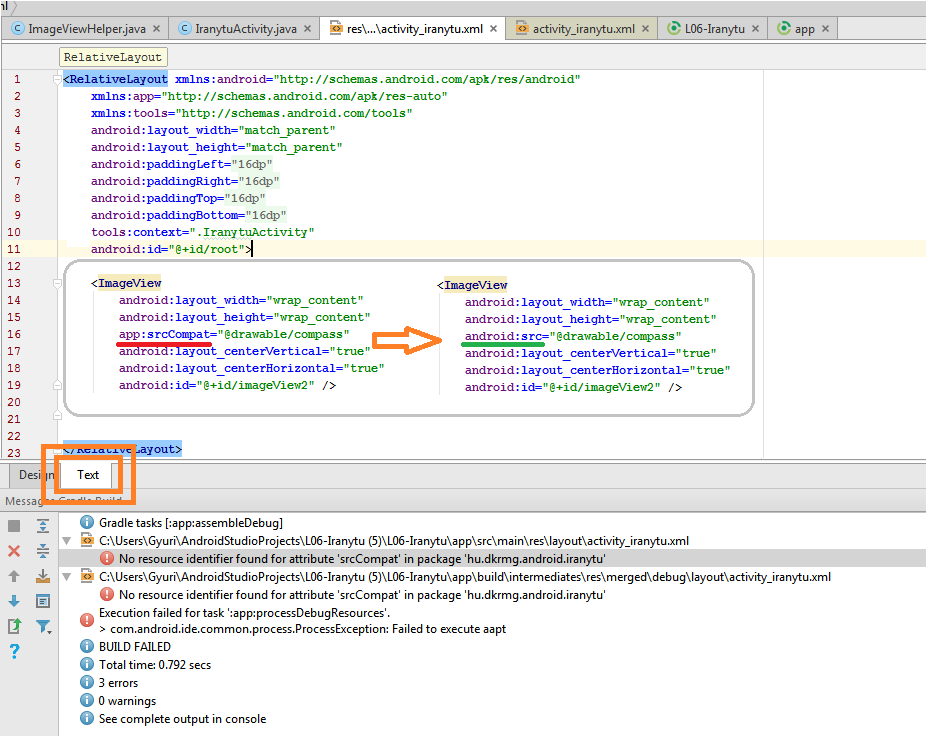 ml
ImageViewHelper.java
IranytuActivity.java
res\...\activity_iranytu.xml
activity_iranytu.xml
L06-Iranytu
app
RelativeLayout
1 <RelativeLayout xmlns:android="http://schemas.android.com/apk/res/android"
2 xmlns:app="http://schemas.android.com/apk/res-auto"
3 xmlns:tools="http://schemas.android.com/tools"
4 android:layout_width="match_parent"
5 android:layout_height="match_parent"
6 android:paddingLeft="16dp"
7 android:paddingRight="16dp"
8 android:paddingTop="16dp"
9 android:paddingBottom="16dp"
10 tools:context=".IranytuActivity"
11 android:id="@+id/root">
12
13 <ImageView <ImageView
14 android:layout_width="wrap_content" android:layout_width="wrap_content"
15 android:layout_height="wrap_content" android:layout_height="wrap_content"
16 app:srcCompat="@drawable/compass" android:src="@drawable/compass"
17 android:layout_centerVertical="true" android:layout_centerVertical="true"
18 android:layout_centerHorizontal="true" android:layout_centerHorizontal="true"
19 android:id="@+id/imageView2" /> android:id="@+id/imageView2" />
20
21
22
23 </RelativeLayout>
Design Text
Messages Gradle Build
Gradle tasks [:app:assembleDebug]
C:\Users\Gyuri\AndroidStudioProjects\L06-Iranytu (5)\L06-Iranytu\app\src\main\res\layout\activity_iranytu.xml
No resource identifier found for attribute 'srcCompat' in package 'hu.dkrmg.android.iranytu'
C:\Users\Gyuri\AndroidStudioProjects\L06-Iranytu (5)\L06-Iranytu\app\build\intermediates\res\merged\debug\layout\activity_iranytu.xml
No resource identifier found for attribute 'srcCompat' in package 'hu.dkrmg.android.iranytu'
Execution failed for task ':app:processDebugResources'.
> com.android.ide.common.process.ProcessException: Failed to execute aapt
BUILD FAILED
Total time: 0.792 secs
3 errors
0 warnings
See complete output in console